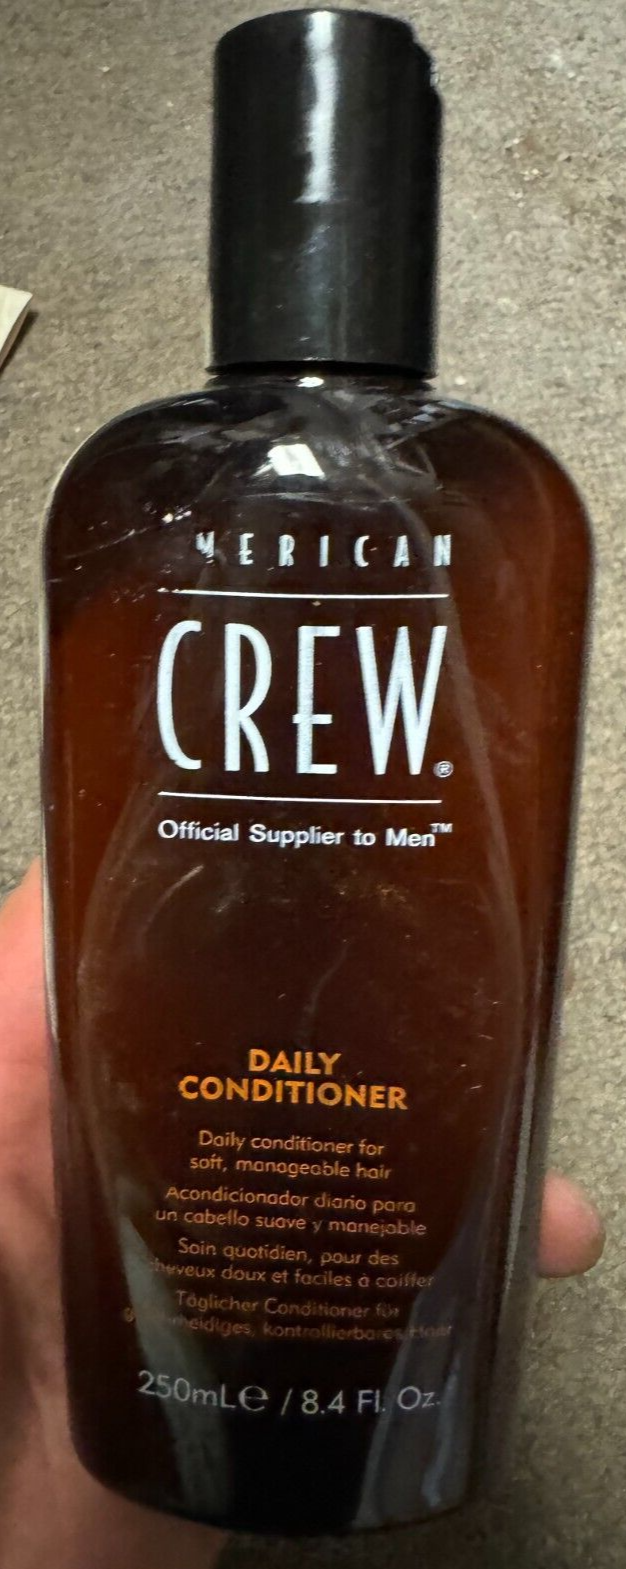 MERICAN
CREW®
Official Supplier to Men™
DAILY
CONDITIONER
Daily conditioner for
soft, manageable hair
Acondicionador diario para
un cabello suave y manejable
Soin quotidien, pour des
cheveux doux et faciles à coiffer
Täglicher Conditioner für
kontrollierbares Haar
250mL℮ / 8.4 Fl. Oz.